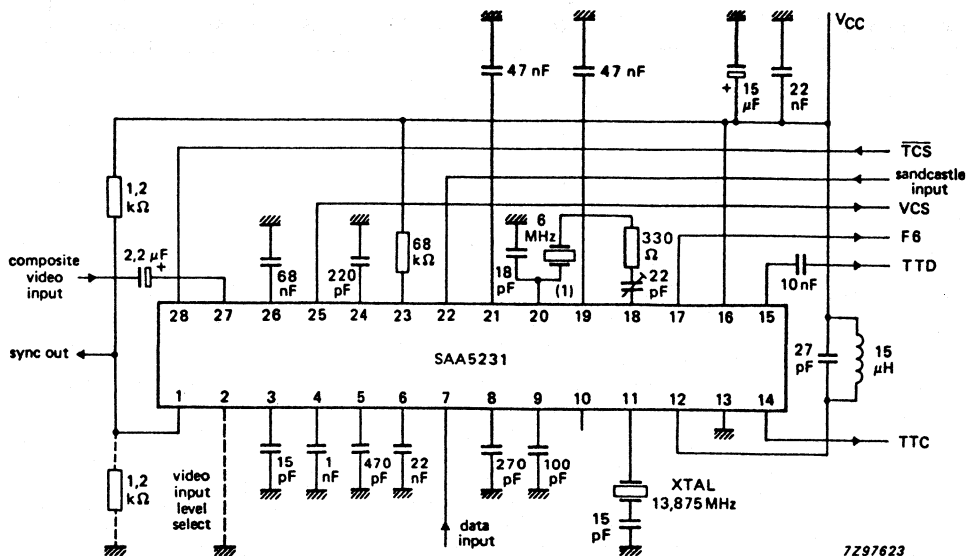 VCC
47 nF
47 nF
+
15
μF
22
nF
TCS
sandcastle
input
VCS
F6
TTD
10 nF
1,2
kΩ
2,2 μF
+
composite
video
input
68
nF
220
pF
68
kΩ
18
pF
6
MHz
(1)
330
Ω
22
pF
28 27 26 25 24 23 22 21 20 19 18 17 16 15
SAA5231
sync out
27
pF
15
μH
1 2 3 4 5 6 7 8 9 10 11 12 13 14
TTC
1,2
kΩ
video
input
level
select
15
pF
1
nF
470
pF
22
nF
data
input
270
pF
100
pF
XTAL
13,875 MHz
15
pF
7Z97623